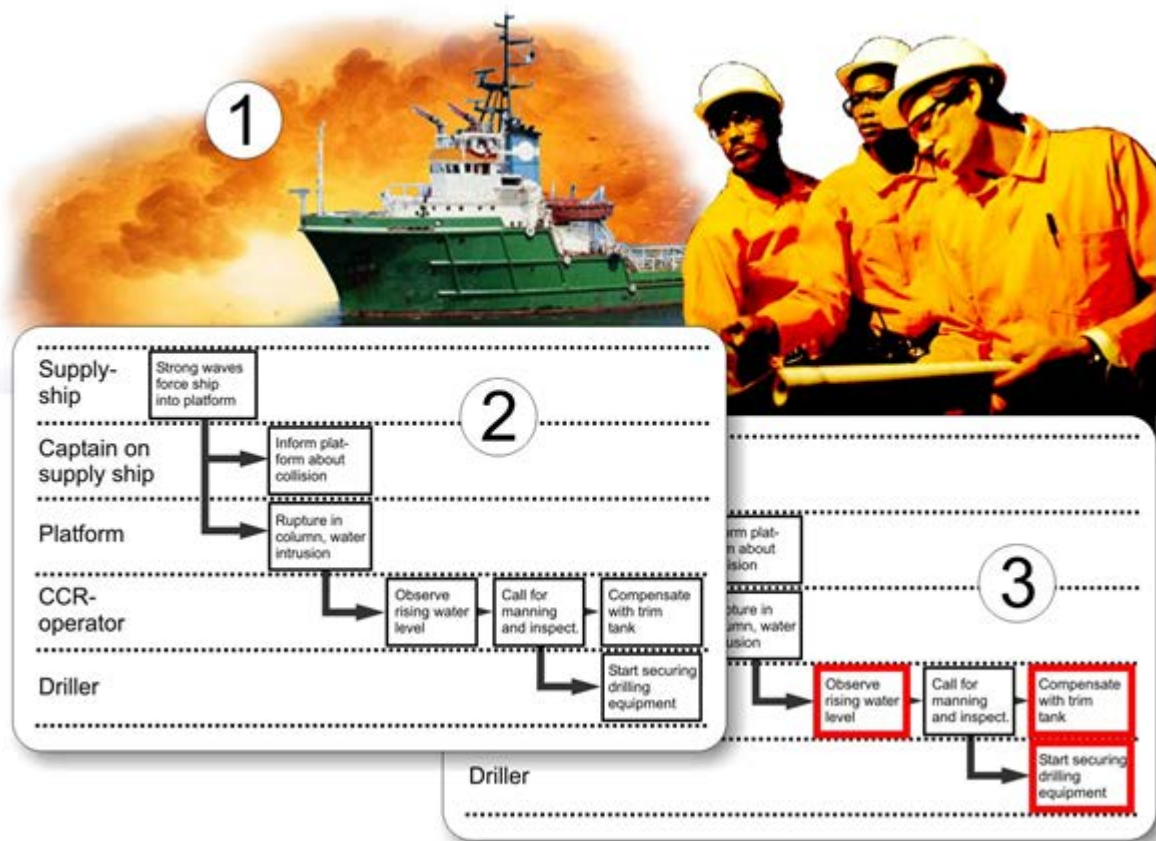 1
2
Supply-
ship
Strong waves
force ship
into platform
Captain on
supply ship
Inform plat-
form about
collision
Platform
Rupture in
column, water
intrusion
CCR-
operator
Observe
rising water
level
Call for
manning
and inspect.
Compensate
with trim
tank
Driller
Start securing
drilling
equipment
3
rm plat-
m about
ision
pture in
umn, water
usion
Observe
rising water
level
Call for
manning
and inspect.
Compensate
with trim
tank
Driller
Start securing
drilling
equipment